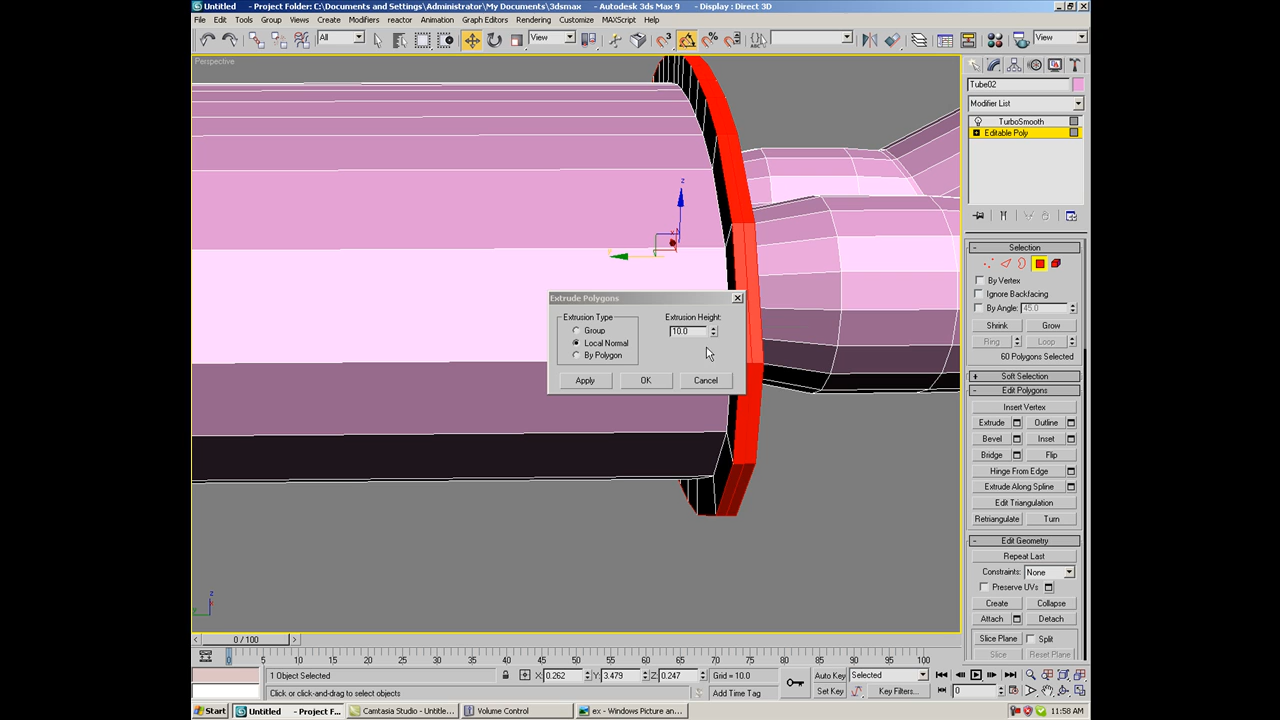 Untitled - Project Folder: C:\Documents and Settings\Administrator\My Documents\3dsmax - Autodesk 3ds Max 9 - Display : Direct 3D
File Edit Tools Group Views Create Modifiers reactor Animation Graph Editors Rendering Customize MAXScript Help
All View View
Perspective
Tube02
Modifier List
TurboSmooth
Editable Poly
Selection
By Vertex
Ignore Backfacing
By Angle: 45.0
Shrink Grow
Ring Loop
60 Polygons Selected
Soft Selection
Edit Polygons
Insert Vertex
Extrude Outline
Bevel Inset
Bridge Flip
Hinge From Edge
Extrude Along Spline
Edit Triangulation
Retriangulate Turn
Edit Geometry
Repeat Last
Constraints: None
Preserve UVs
Create Collapse
Attach Detach
Slice Plane Split
Slice Reset Plane
z
z
Extrude Polygons
Extrusion Type
Group
Local Normal
By Polygon
Extrusion Height:
10.0
Apply OK Cancel
0 / 100
0 5 10 15 20 25 30 35 40 45 50 55 60 65 70 75 80 85 90 95 100
1 Object Selected X: 0.262 Y: 3.479 Z: 0.247 Grid = 10.0 Auto Key Selected
Click or click-and-drag to select objects Add Time Tag Set Key Key Filters... 0
Start Untitled - Project F... Camtasia Studio - Untitle... Volume Control ex - Windows Picture an... 11:58 AM